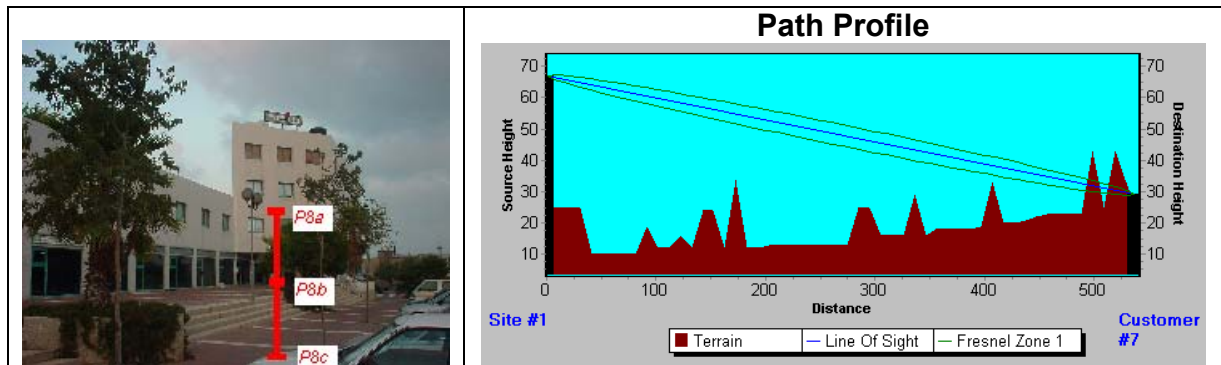 P8a
P8b
P8c
Path Profile
Source Height
70
60
50
40
30
20
10
70
60
50
40
30
20
10
Destination Height
0 100 200 300 400 500
Distance
Site #1
Customer #7
Terrain
Line Of Sight
Fresnel Zone 1